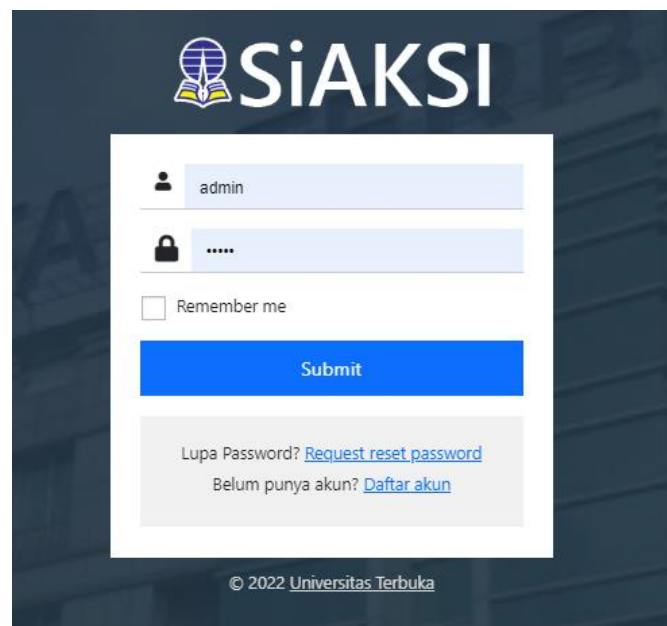 SiAKSI
admin
•••••
Remember me
Submit
Lupa Password? Request reset password
Belum punya akun? Daftar akun
© 2022 Universitas Terbuka